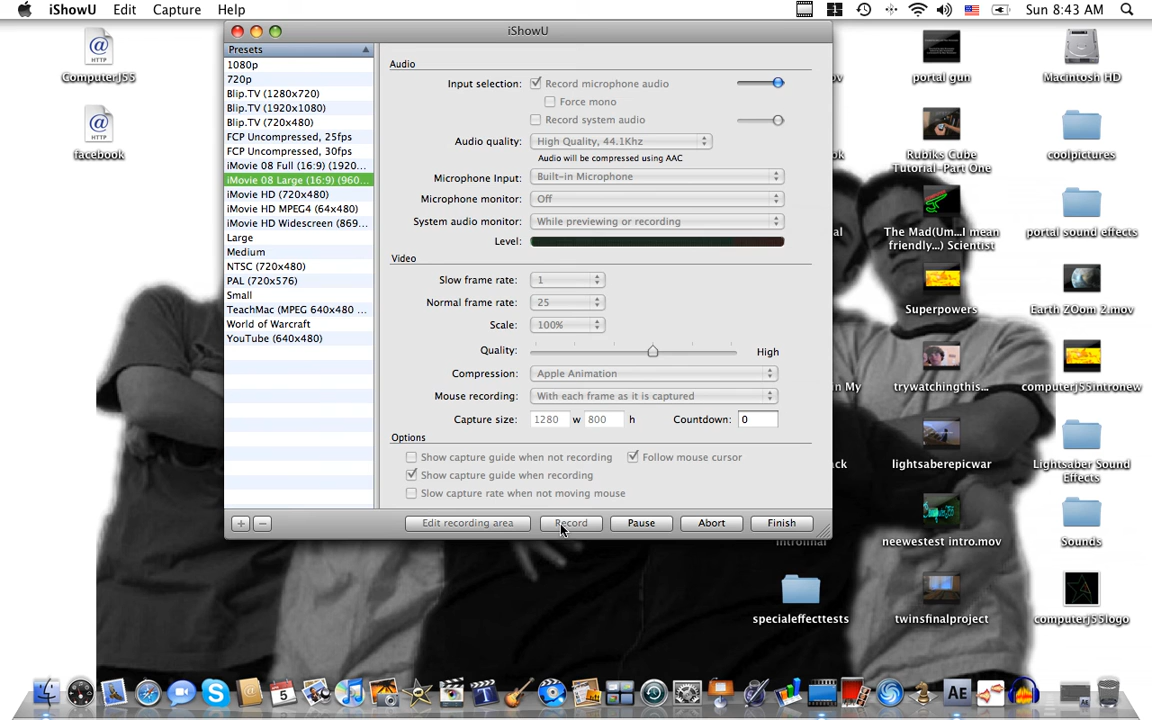 iShowU Edit Capture Help
Sun 8:43 AM
iShowU
Presets
1080p
720p
Blip.TV (1280x720)
Blip.TV (1920x1080)
Blip.TV (720x480)
FCP Uncompressed, 25fps
FCP Uncompressed, 30fps
iMovie 08 Full (16:9) (1920...
iMovie 08 Large (16:9) (960...
iMovie HD (720x480)
iMovie HD MPEG4 (64x480)
iMovie HD Widescreen (869...
Large
Medium
NTSC (720x480)
PAL (720x576)
Small
TeachMac (MPEG 640x480 ...
World of Warcraft
YouTube (640x480)
Audio
Input selection: Record microphone audio
Force mono
Record system audio
Audio quality: High Quality, 44.1Khz
Audio will be compressed using AAC
Microphone Input: Built-in Microphone
Microphone monitor: Off
System audio monitor: While previewing or recording
Level:
Video
Slow frame rate: 1
Normal frame rate: 25
Scale: 100%
Quality: High
Compression: Apple Animation
Mouse recording: With each frame as it is captured
Capture size: 1280 w 800 h Countdown: 0
Options
Show capture guide when not recording Follow mouse cursor
Show capture guide when recording
Slow capture rate when not moving mouse
Edit recording area Record Pause Abort Finish
HTTP
ComputerJ55
HTTP
facebook
portal gun
Macintosh HD
Rubiks Cube
Tutorial-Part One
coolpictures
The Mad(Um...I mean
friendly...) Scientist
portal sound effects
Superpowers
Earth ZOom 2.mov
trywatchingthis...
computerj55intronew
lightsaberepicwar
Lightsaber Sound
Effects
neewestest intro.mov
Sounds
specialeffecttests
twinsfinalproject
computerj55logo
5
AE